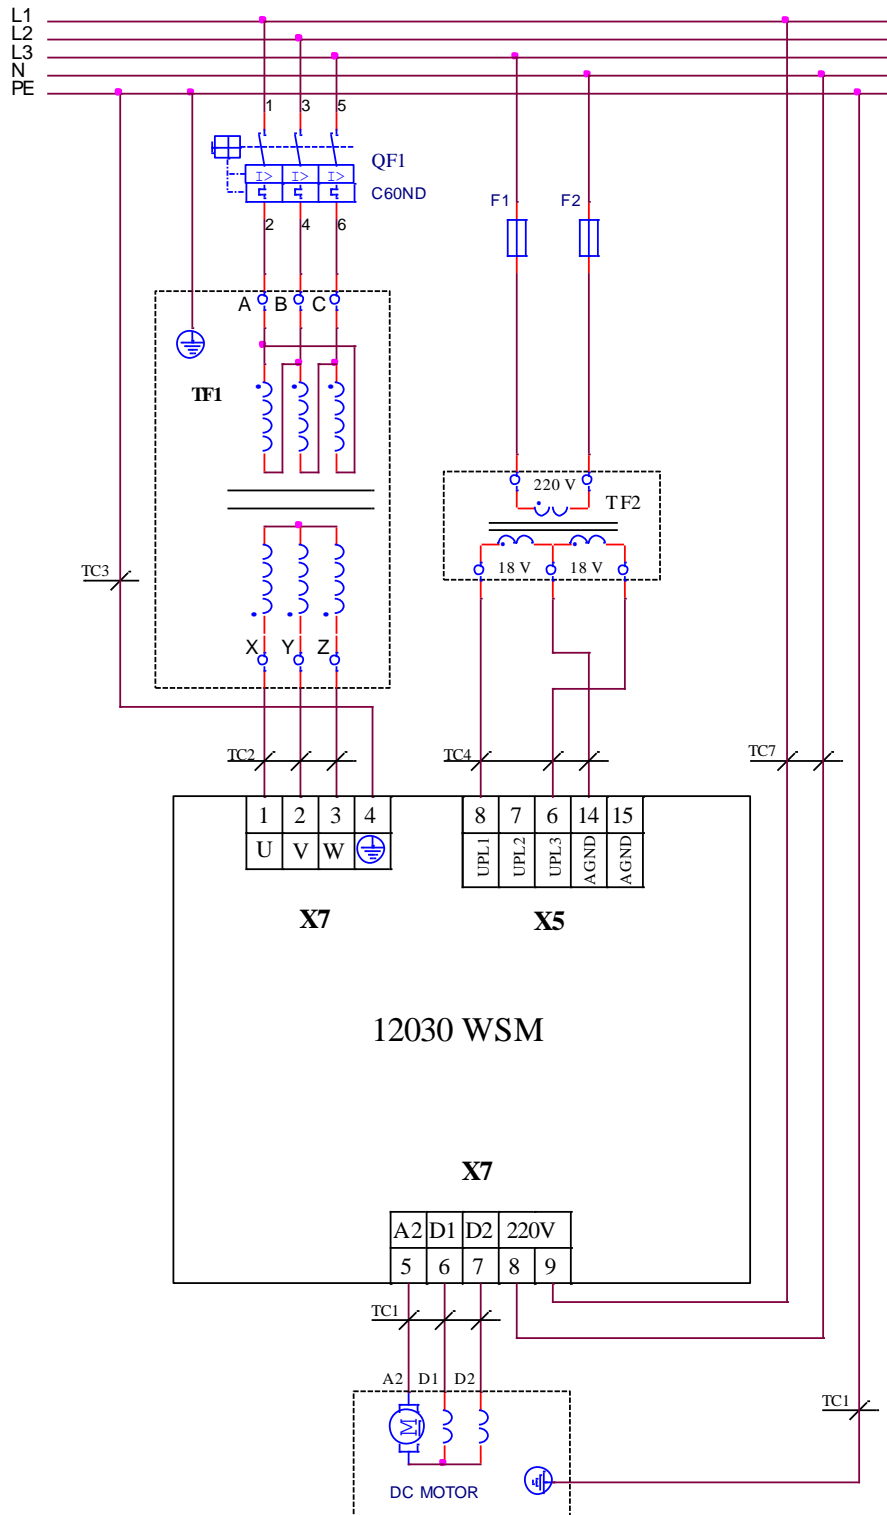 L1
L2
L3
N
PE
1 3 5
QF1
I> I> I>
C60ND
2 4 6
F1 F2
A B C
TF1
220 V
TF2
18 V 18 V
TC3
X Y Z
TC2 TC4 TC7
1 2 3 4
U V W
8 7 6 14 15
UPL1 UPL2 UPL3 AGND AGND
X7 X5
12030 WSM
X7
A2 D1 D2 220V
5 6 7 8 9
TC1
A2 D1 D2
TC1
M
DC MOTOR